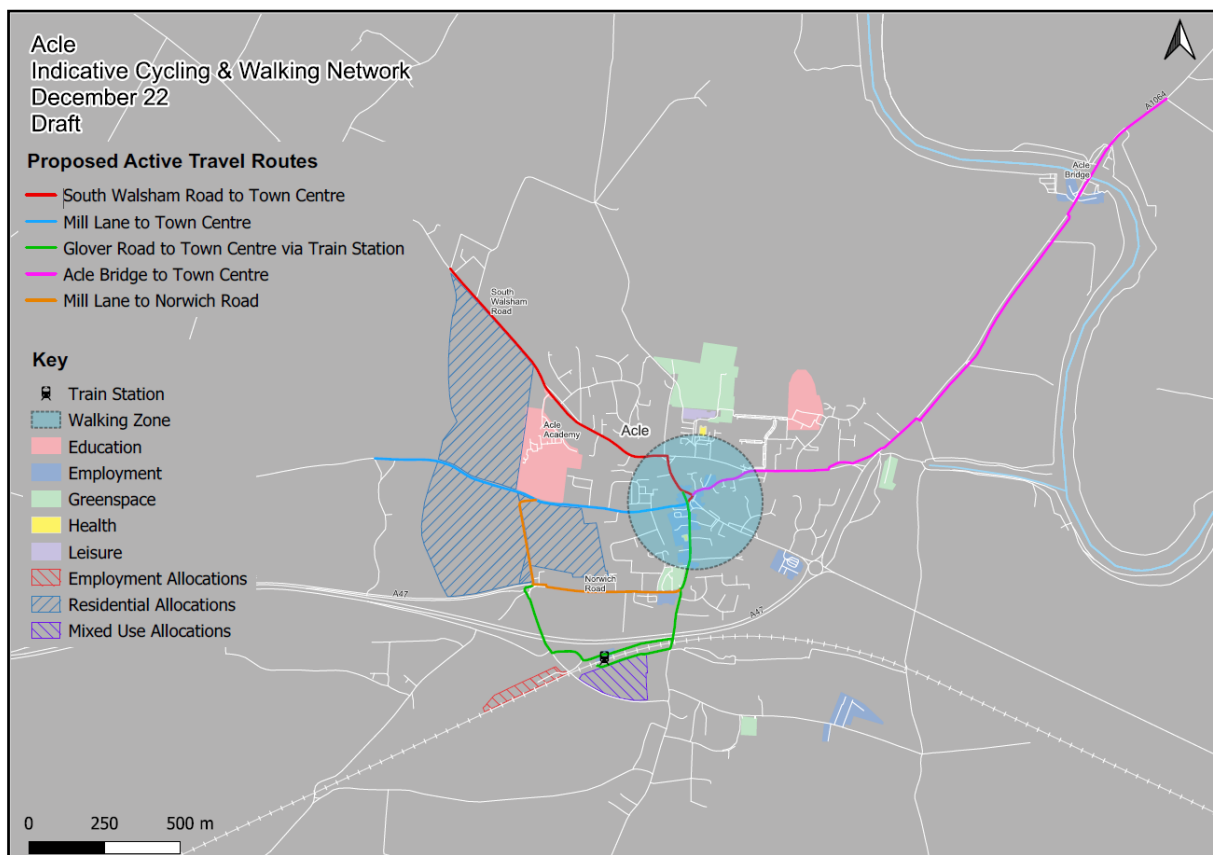 Acle
Indicative Cycling & Walking Network
December 22
Draft
Proposed Active Travel Routes
South Walsham Road to Town Centre
Mill Lane to Town Centre
Glover Road to Town Centre via Train Station
Acle Bridge to Town Centre
Mill Lane to Norwich Road
Key
Train Station
Walking Zone
Education
Employment
Greenspace
Health
Leisure
Employment Allocations
Residential Allocations
Mixed Use Allocations
0 250 500 m
A1064
Acle
Bridge
South
Walsham
Road
Acle
Academy
Acle
Norwich
Road
A47
A47